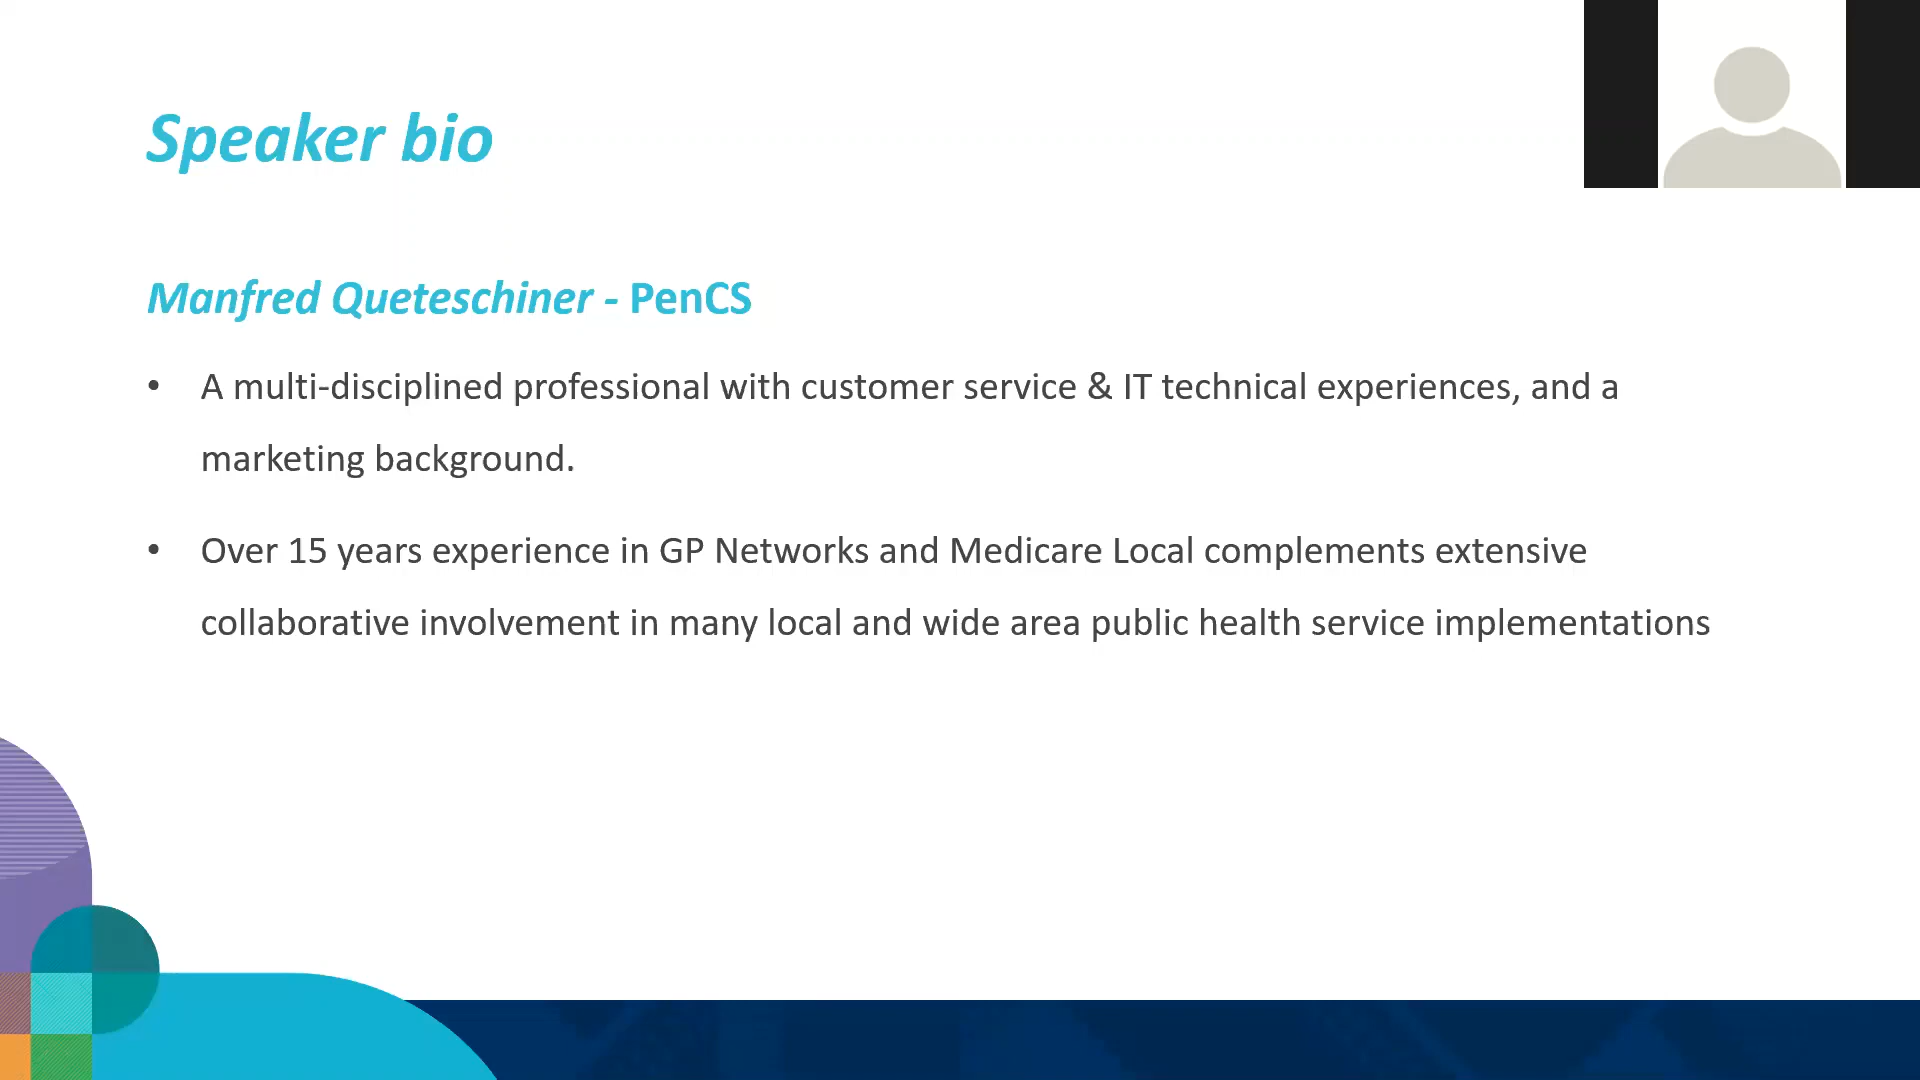 Speaker bio
Manfred Queteschiner - PenCS
• A multi-disciplined professional with customer service & IT technical experiences, and a
marketing background.
• Over 15 years experience in GP Networks and Medicare Local complements extensive
collaborative involvement in many local and wide area public health service implementations